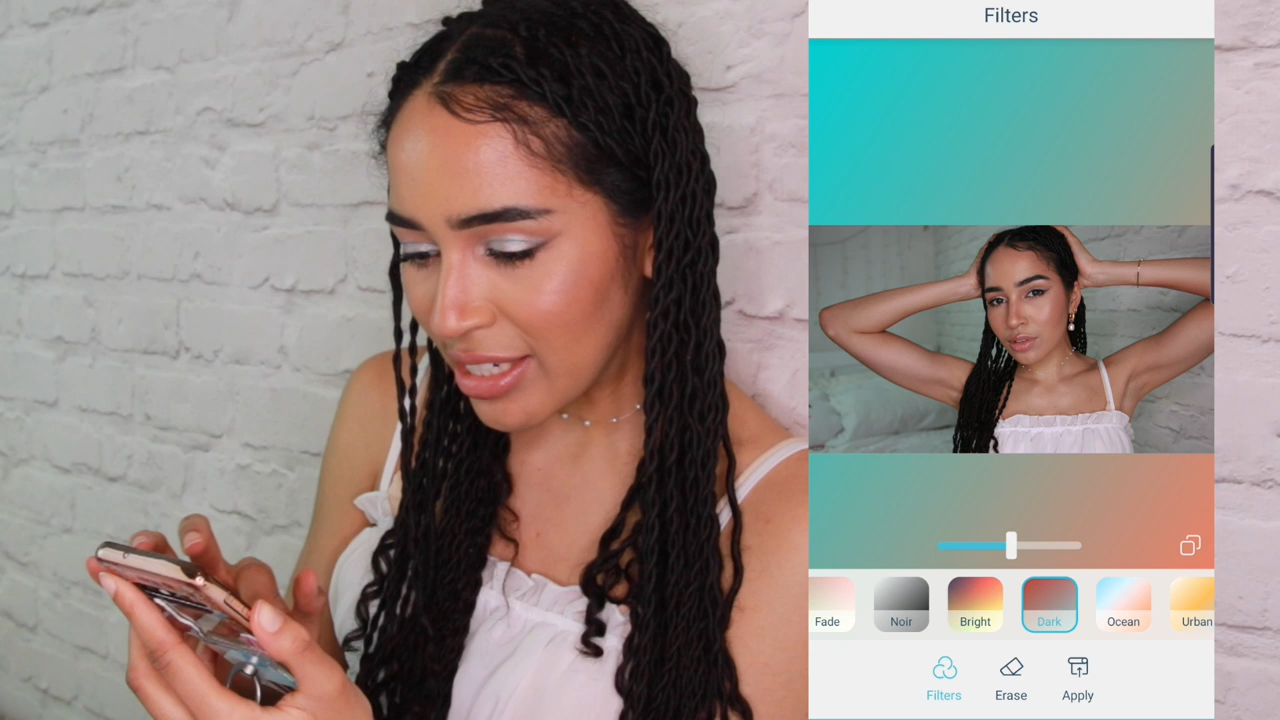 Filters
Fade
Noir
Bright
Dark
Ocean
Urban
Filters
Erase
Apply